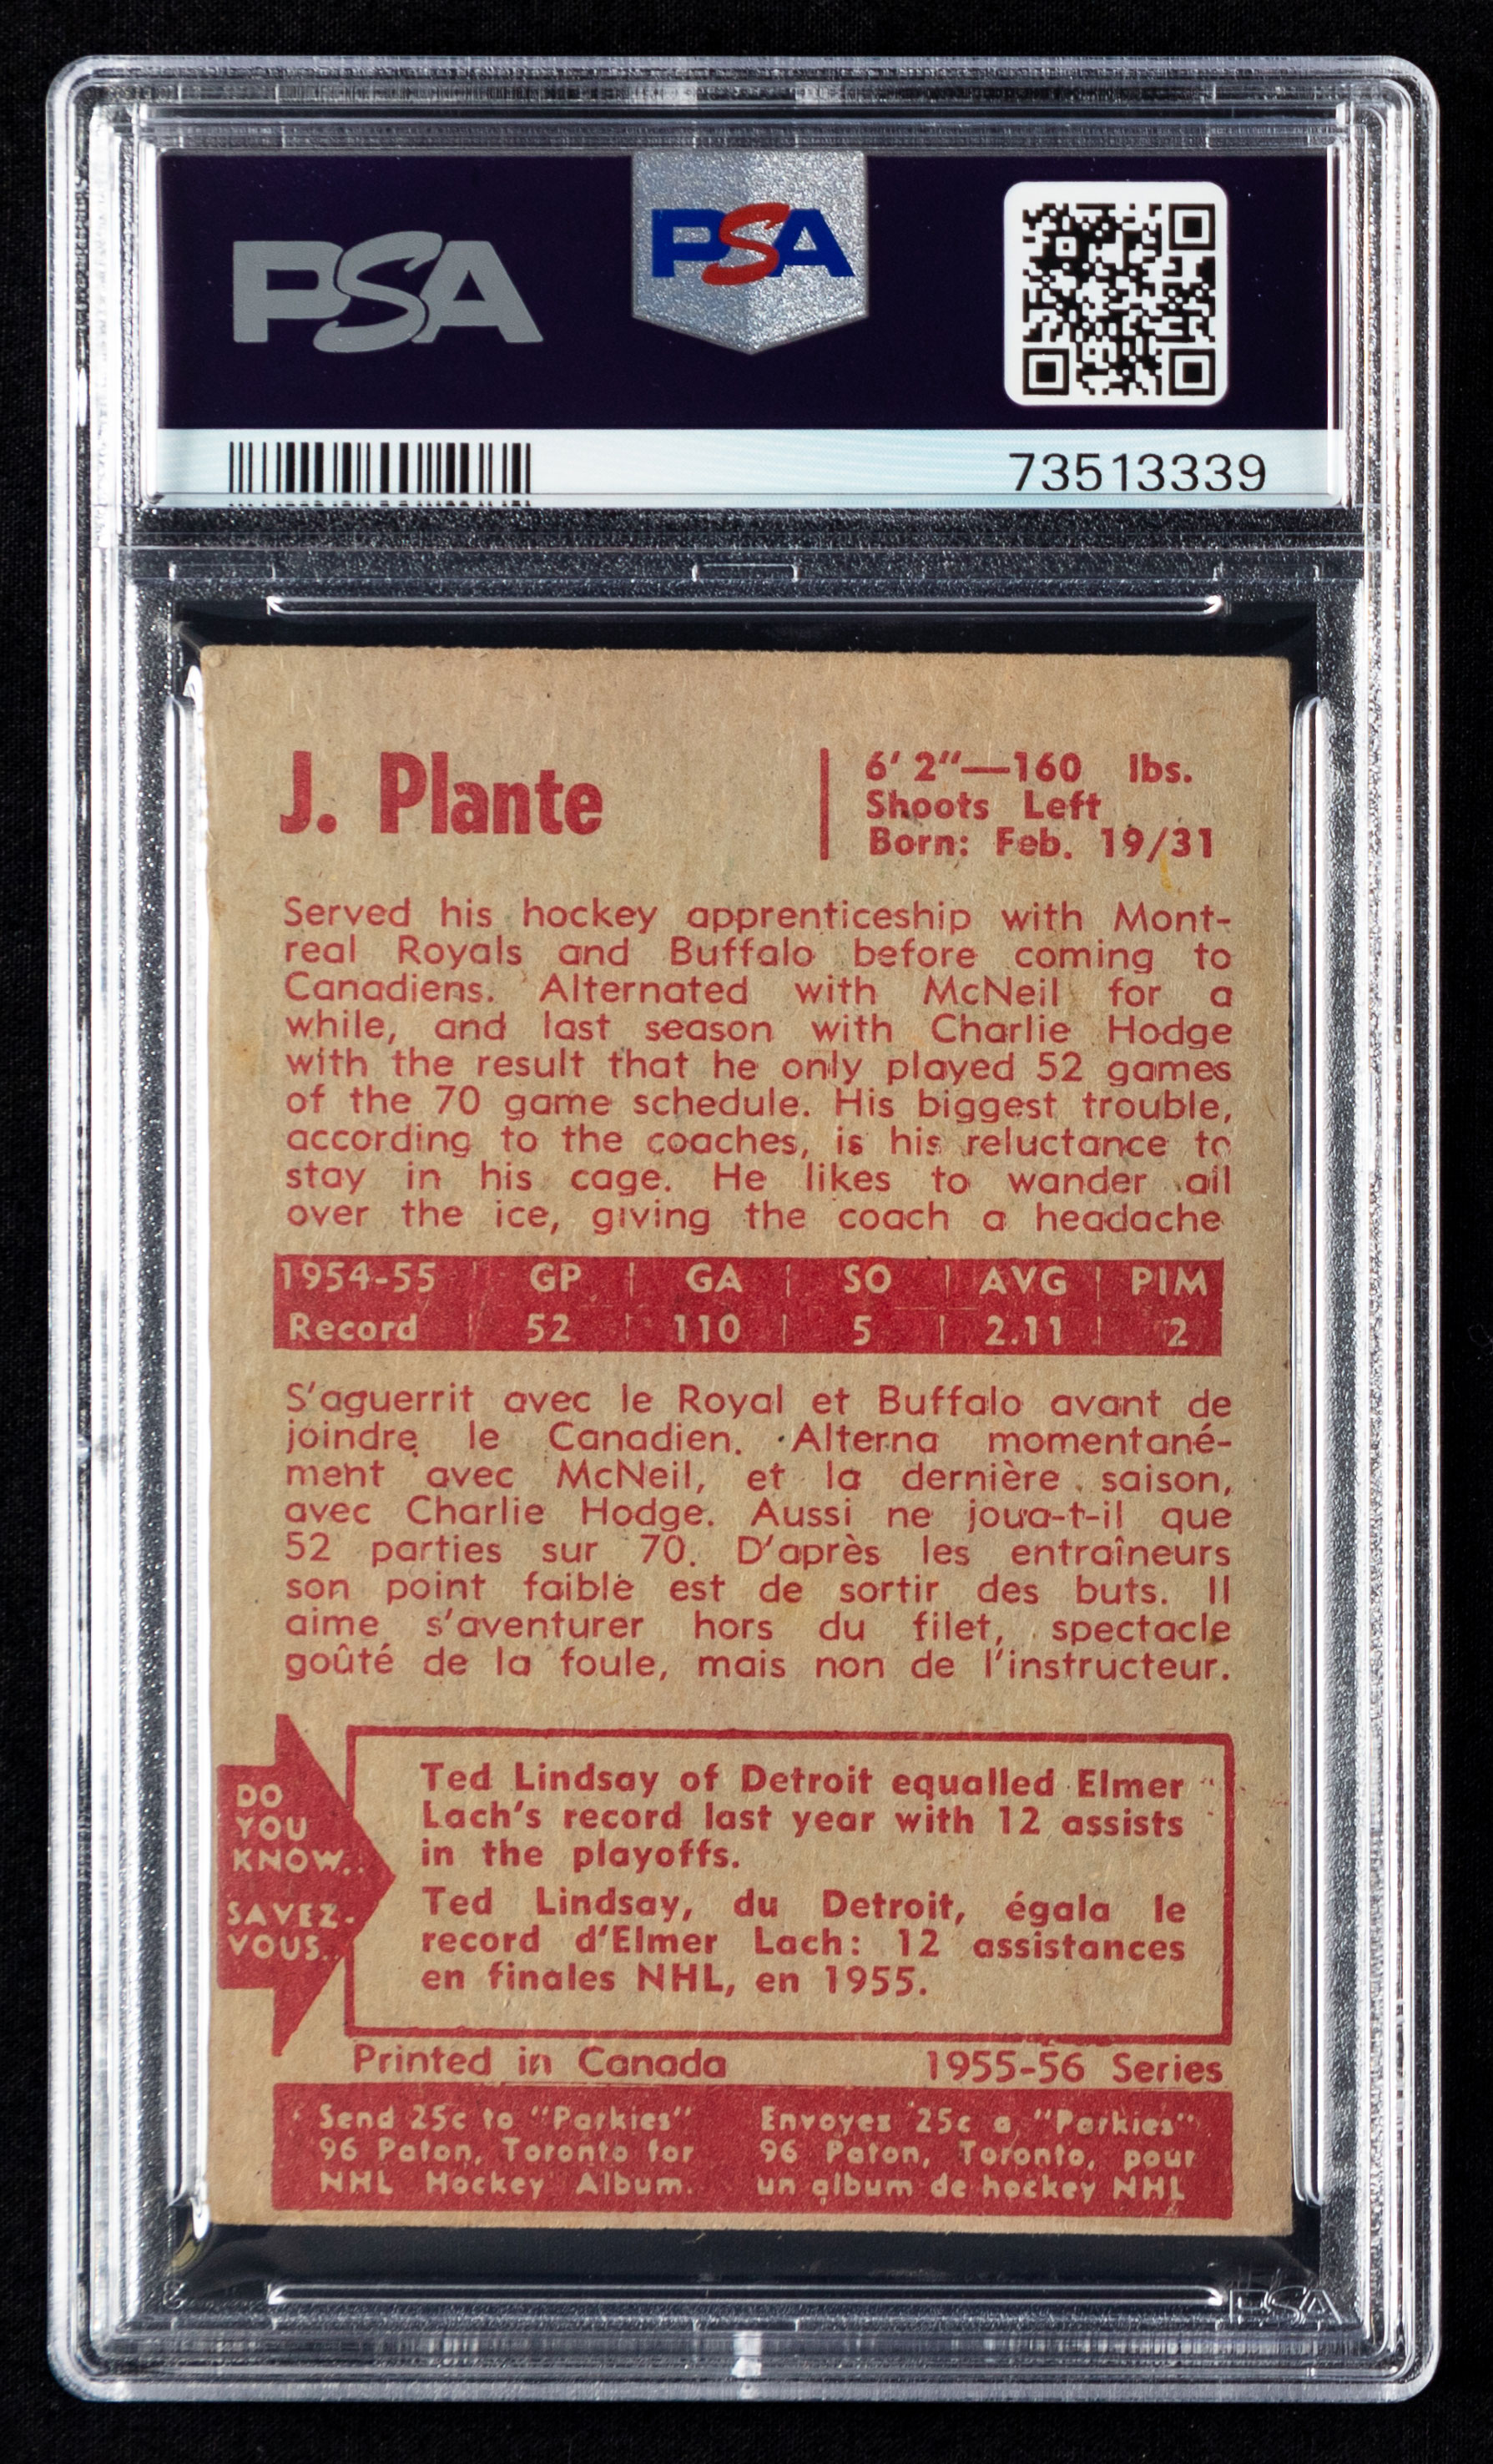 PSA
PSA
73513339
J. Plante
6' 2"—160 lbs.
Shoots Left
Born: Feb. 19/31
Served his hockey apprenticeship with Mont-
real Royals and Buffalo before coming to
Canadiens. Alternated with McNeil for a
while, and last season with Charlie Hodge
with the result that he only played 52 games
of the 70 game schedule. His biggest trouble,
according to the coaches, is his reluctance to
stay in his cage. He likes to wander all
over the ice, giving the coach a headache
1954-55 | GP | GA | SO | AVG | PIM
Record | 52 | 110 | 5 | 2.11 | 2
S'aguerrit avec le Royal et Buffalo avant de
joindre le Canadien. Alterna momentané-
ment avec McNeil, et la dernière saison,
avec Charlie Hodge. Aussi ne joua-t-il que
52 parties sur 70. D'après les entraîneurs
son point faible est de sortir des buts. Il
aime s'aventurer hors du filet, spectacle
goûté de la foule, mais non de l'instructeur.
DO
YOU
KNOW..
SAVEZ-
VOUS..
Ted Lindsay of Detroit equalled Elmer
Lach's record last year with 12 assists
in the playoffs.
Ted Lindsay, du Detroit, égala le
record d'Elmer Lach: 12 assistances
en finales NHL, en 1955.
Printed in Canada 1955-56 Series
Send 25c to "Parkies"
96 Paton, Toronto for
NHL Hockey Album.
Envoyez 25c a "Parkies"
96 Paton, Toronto, pour
un album de hockey NHL
PSA